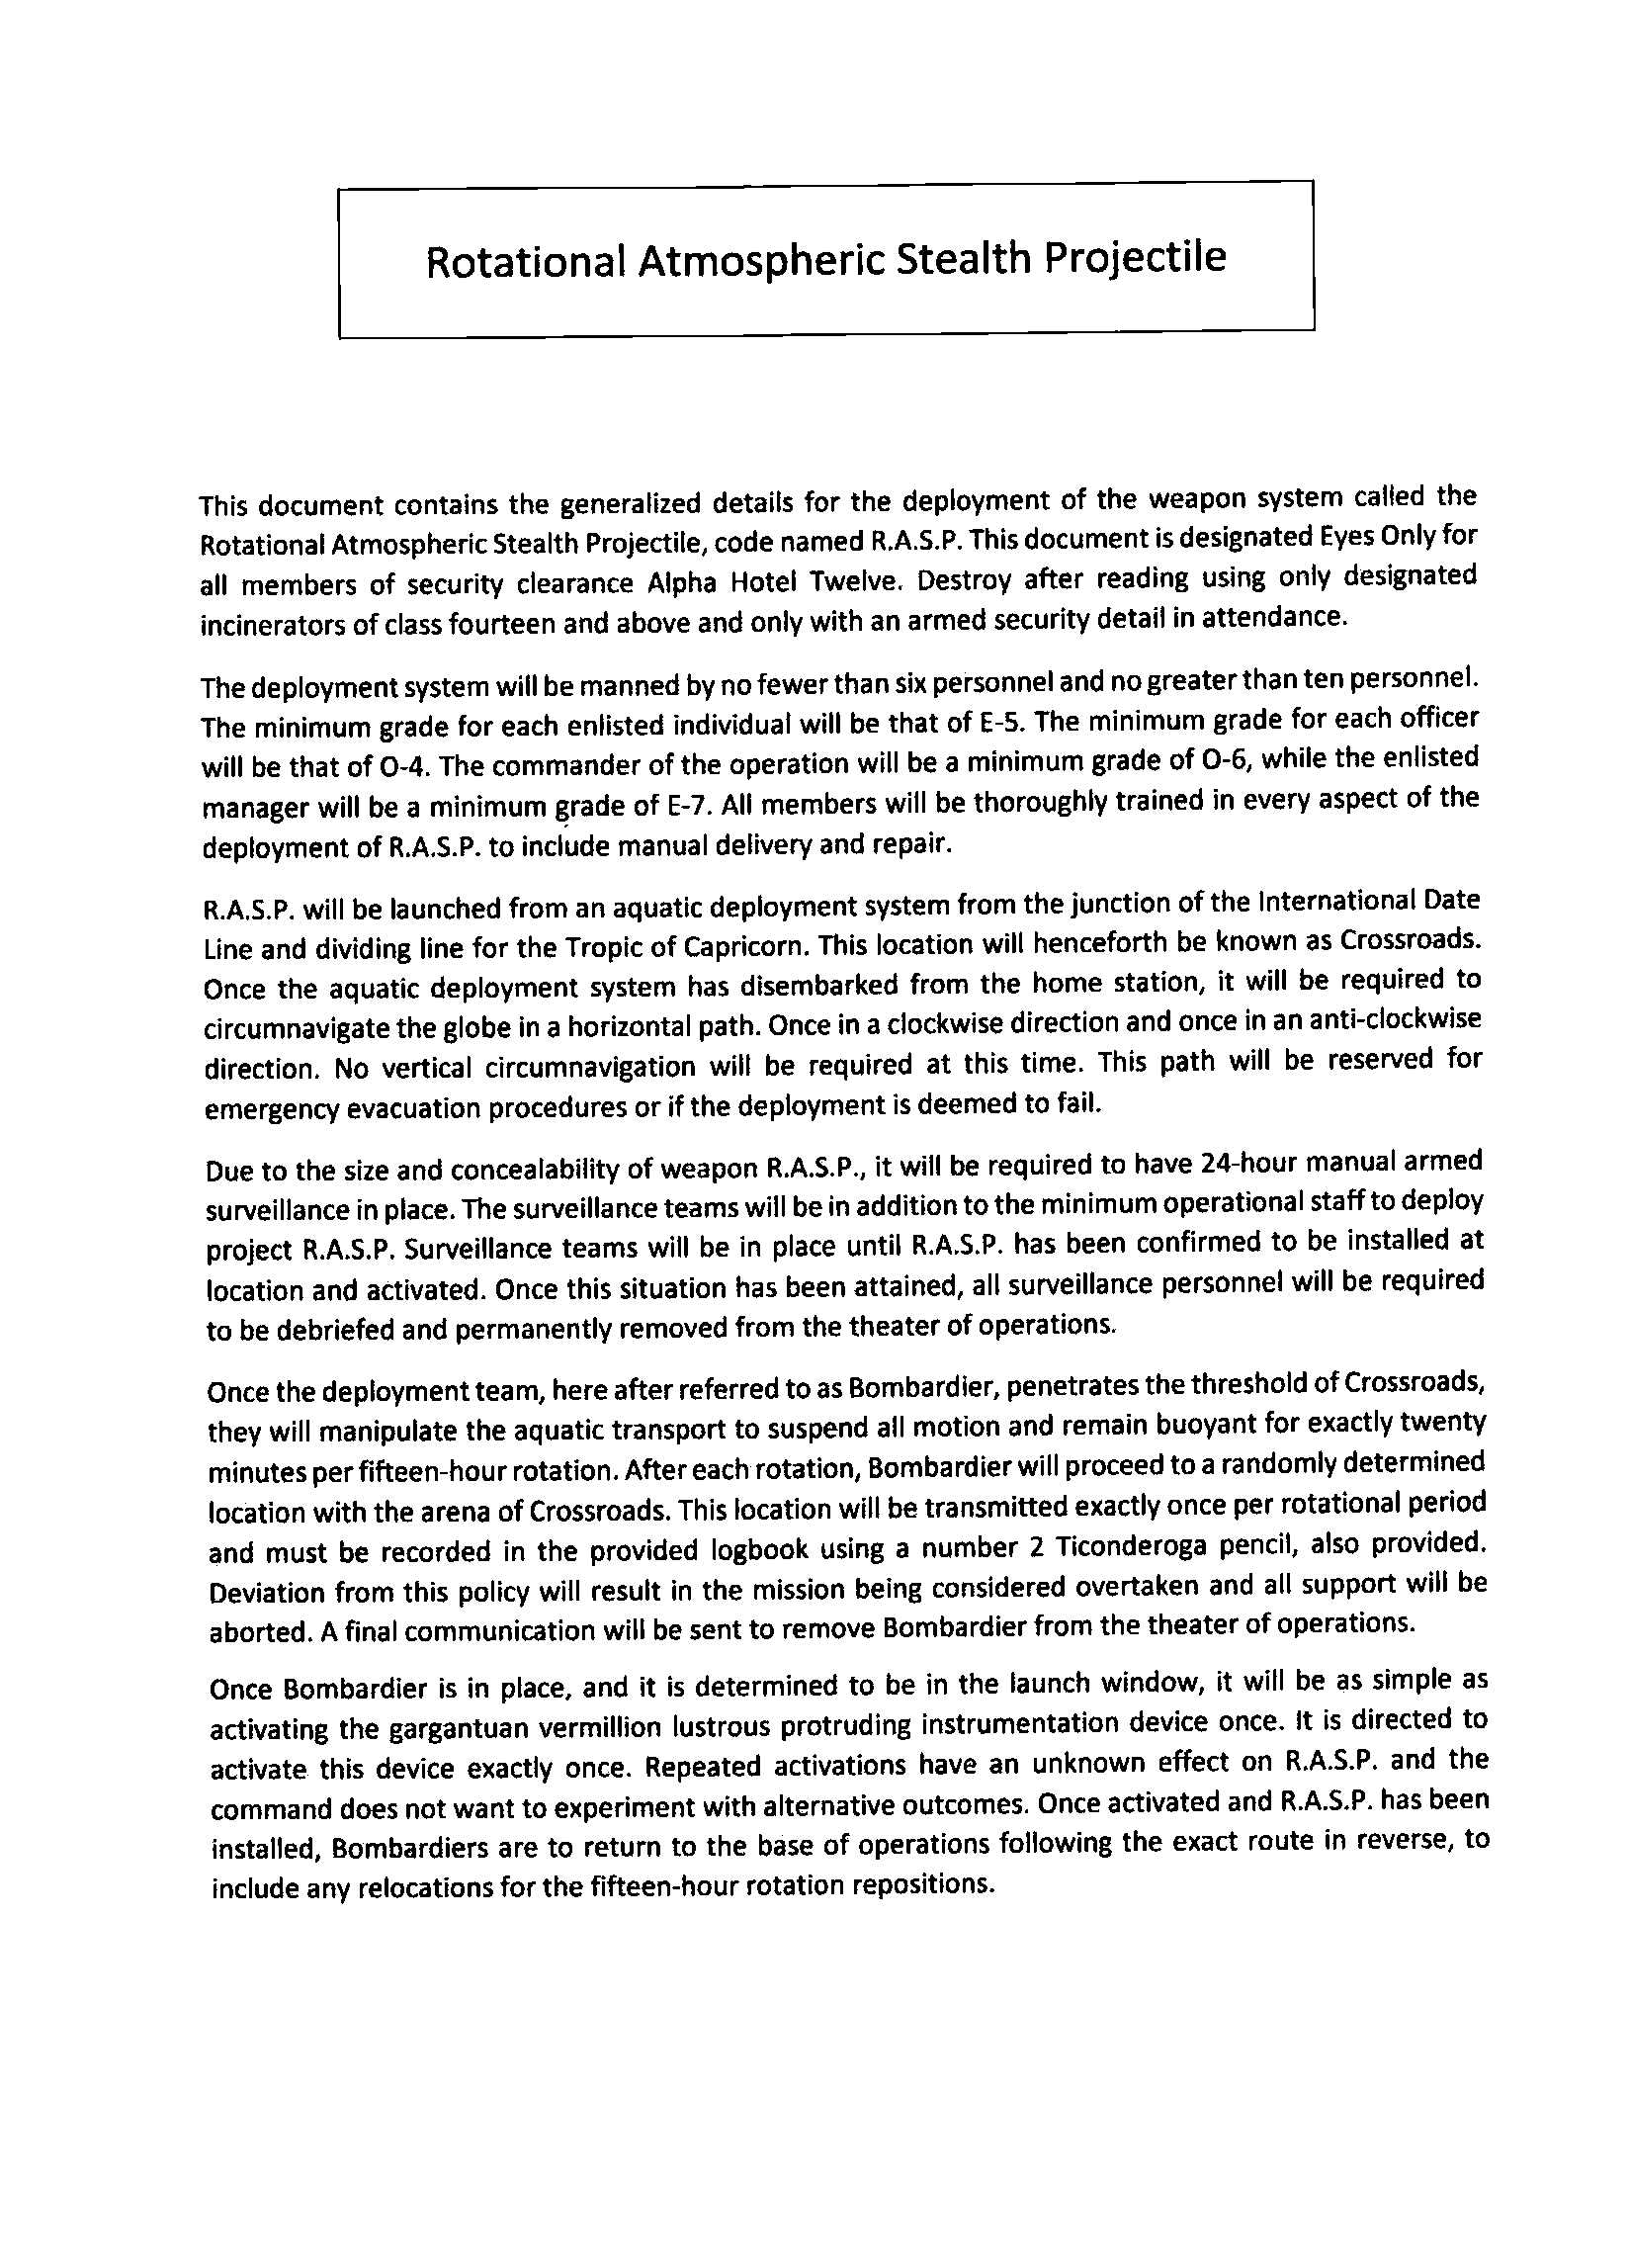 Rotational Atmospheric Stealth Projectile
This document contains the generalized details for the deployment of the weapon system called the
Rotational Atmospheric Stealth Projectile, code named R.A.S.P. This document is designated Eyes Only for
all members of security clearance Alpha Hotel Twelve. Destroy after reading using only designated
incinerators of class fourteen and above and only with an armed security detail in attendance.
The deployment system will be manned by no fewer than six personnel and no greater than ten personnel.
The minimum grade for each enlisted individual will be that of E-5. The minimum grade for each officer
will be that of O-4. The commander of the operation will be a minimum grade of O-6, while the enlisted
manager will be a minimum grade of E-7. All members will be thoroughly trained in every aspect of the
deployment of R.A.S.P. to include manual delivery and repair.
R.A.S.P. will be launched from an aquatic deployment system from the junction of the International Date
Line and dividing line for the Tropic of Capricorn. This location will henceforth be known as Crossroads.
Once the aquatic deployment system has disembarked from the home station, it will be required to
circumnavigate the globe in a horizontal path. Once in a clockwise direction and once in an anti-clockwise
direction. No vertical circumnavigation will be required at this time. This path will be reserved for
emergency evacuation procedures or if the deployment is deemed to fail.
Due to the size and concealability of weapon R.A.S.P., it will be required to have 24-hour manual armed
surveillance in place. The surveillance teams will be in addition to the minimum operational staff to deploy
project R.A.S.P. Surveillance teams will be in place until R.A.S.P. has been confirmed to be installed at
location and activated. Once this situation has been attained, all surveillance personnel will be required
to be debriefed and permanently removed from the theater of operations.
Once the deployment team, here after referred to as Bombardier, penetrates the threshold of Crossroads,
they will manipulate the aquatic transport to suspend all motion and remain buoyant for exactly twenty
minutes per fifteen-hour rotation. After each rotation, Bombardier will proceed to a randomly determined
location with the arena of Crossroads. This location will be transmitted exactly once per rotational period
and must be recorded in the provided logbook using a number 2 Ticonderoga pencil, also provided.
Deviation from this policy will result in the mission being considered overtaken and all support will be
aborted. A final communication will be sent to remove Bombardier from the theater of operations.
Once Bombardier is in place, and it is determined to be in the launch window, it will be as simple as
activating the gargantuan vermillion lustrous protruding instrumentation device once. It is directed to
activate this device exactly once. Repeated activations have an unknown effect on R.A.S.P. and the
command does not want to experiment with alternative outcomes. Once activated and R.A.S.P. has been
installed, Bombardiers are to return to the base of operations following the exact route in reverse, to
include any relocations for the fifteen-hour rotation repositions.